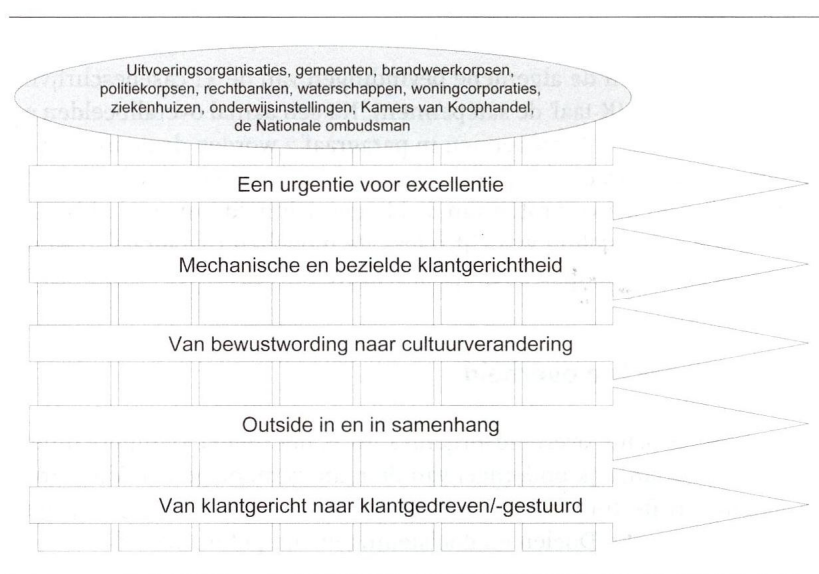 Uitvoeringsorganisaties, gemeenten, brandweerkorpsen,
politiekorpsen, rechtbanken, waterschappen, woningcorporaties,
ziekenhuizen, onderwijsinstellingen, Kamers van Koophandel,
de Nationale ombudsman
Een urgentie voor excellentie
Mechanische en bezielde klantgerichtheid
Van bewustwording naar cultuurverandering
Outside in en in samenhang
Van klantgericht naar klantgedreven/-gestuurd